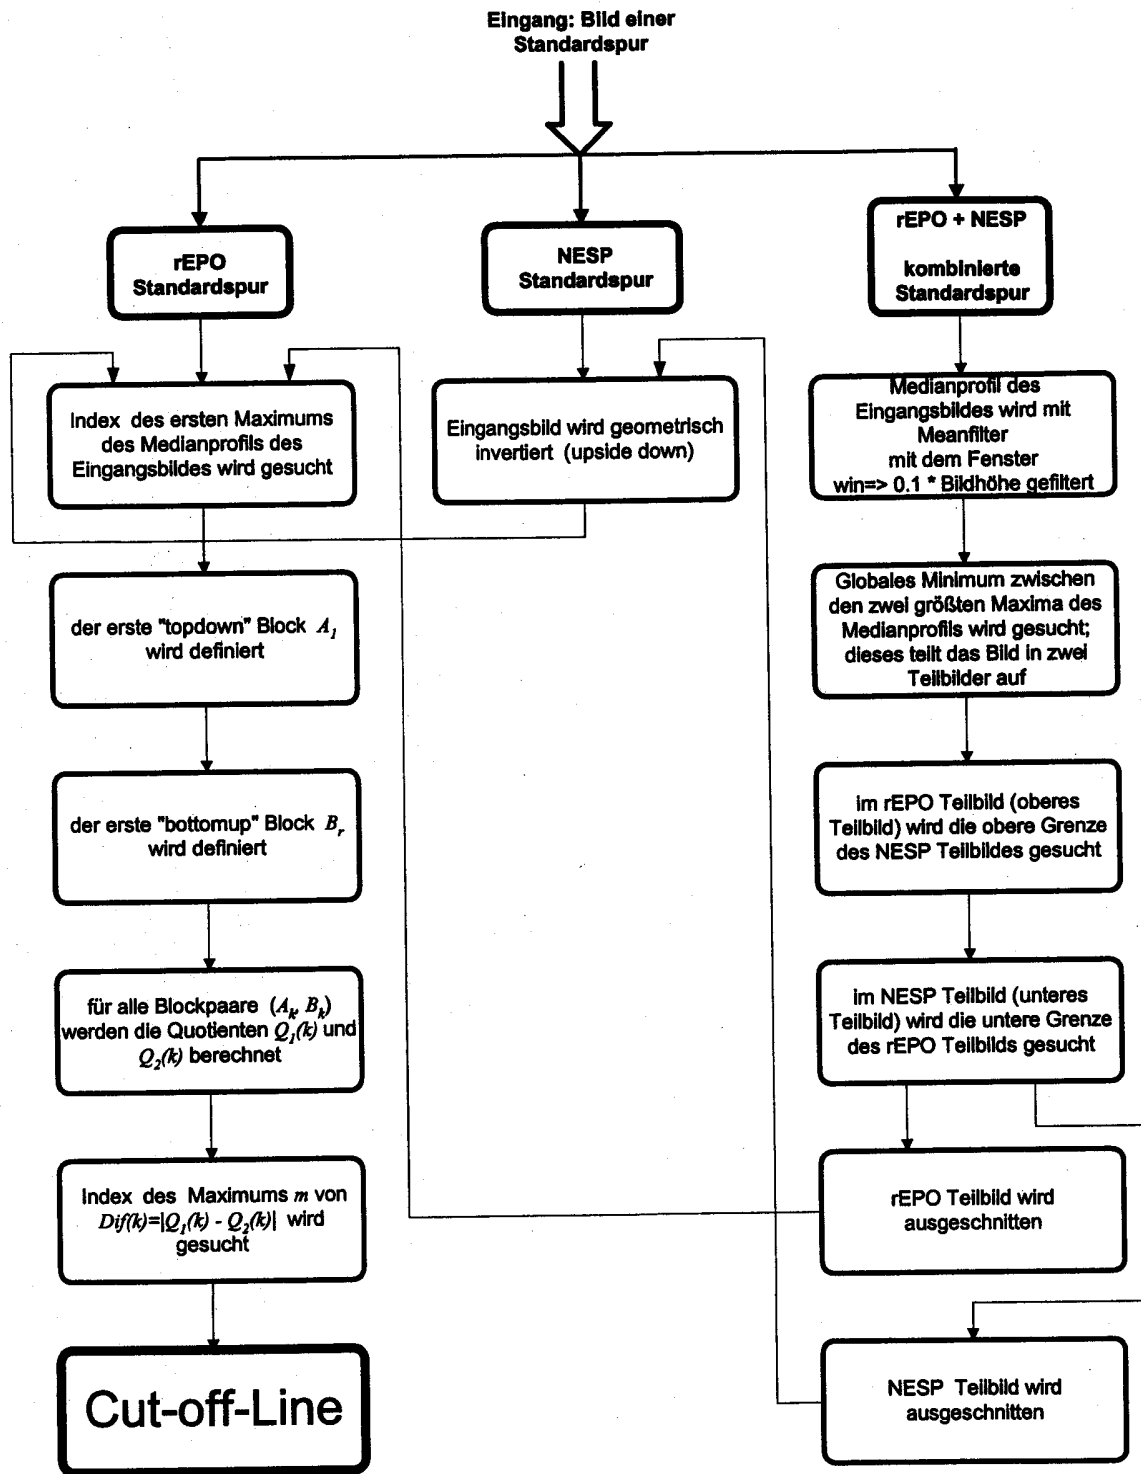 Eingang: Bild einer
Standardspur
rEPO
Standardspur
NESP
Standardspur
rEPO + NESP
kombinierte
Standardspur
Index des ersten Maximums
des Medianprofils des
Eingangsbildes wird gesucht
Eingangsbild wird geometrisch
invertiert (upside down)
Medianprofil des
Eingangsbildes wird mit
Meanfilter
mit dem Fenster
win=> 0.1 * Bildhöhe gefiltert
der erste "topdown" Block A₁
wird definiert
Globales Minimum zwischen
den zwei größten Maxima des
Medianprofils wird gesucht;
dieses teilt das Bild in zwei
Teilbilder auf
der erste "bottomup" Block Bᵣ
wird definiert
im rEPO Teilbild (oberes
Teilbild) wird die obere Grenze
des NESP Teilbildes gesucht
für alle Blockpaare (Aₖ, Bₖ)
werden die Quotienten Q₁(k) und
Q₂(k) berechnet
im NESP Teilbild (unteres
Teilbild) wird die untere Grenze
des rEPO Teilbilds gesucht
Index des Maximums m von
Dif(k)=|Q₁(k) - Q₂(k)| wird
gesucht
rEPO Teilbild wird
ausgeschnitten
Cut-off-Line
NESP Teilbild wird
ausgeschnitten